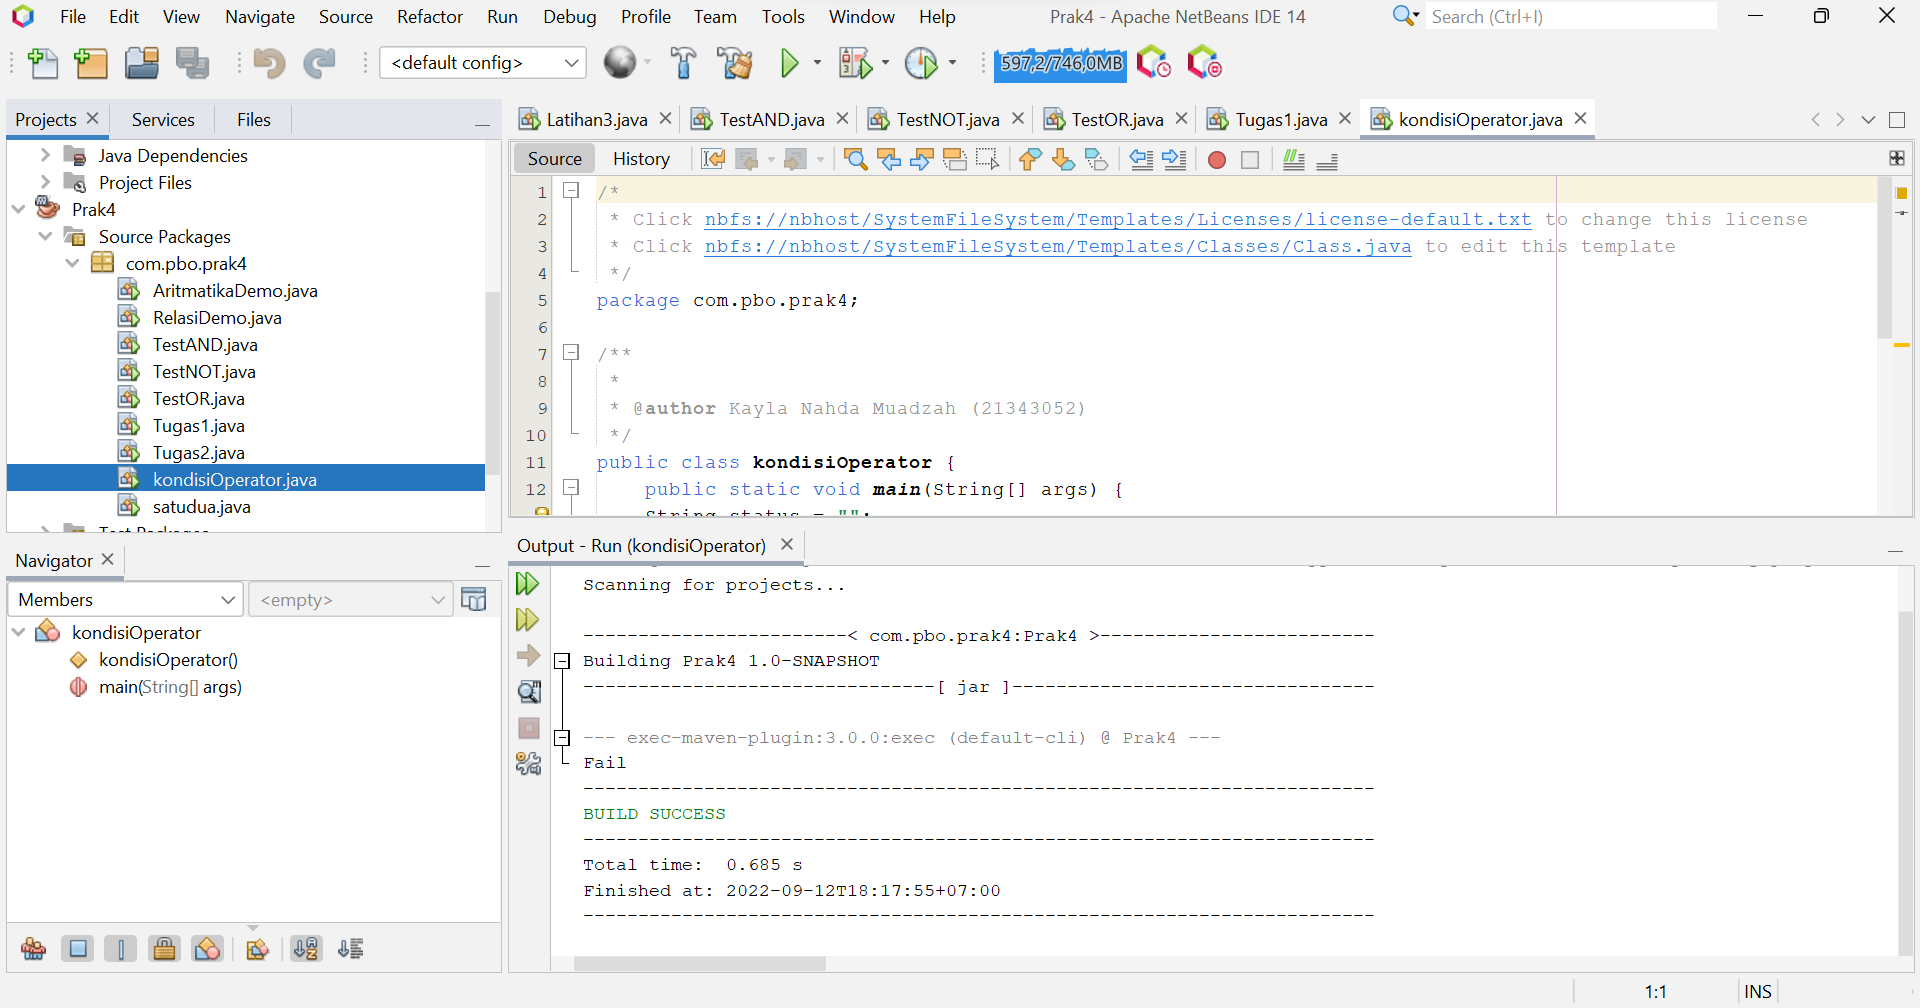 File Edit View Navigate Source Refactor Run Debug Profile Team Tools Window Help
Prak4 - Apache NetBeans IDE 14
Search (Ctrl+I)
<default config>
597,2/746,0MB
Projects Services Files
Java Dependencies
Project Files
Prak4
Source Packages
com.pbo.prak4
AritmatikaDemo.java
RelasiDemo.java
TestAND.java
TestNOT.java
TestOR.java
Tugas1.java
Tugas2.java
kondisiOperator.java
satudua.java
Test Packages
Latihan3.java TestAND.java TestNOT.java TestOR.java Tugas1.java kondisiOperator.java
Source History
1 /*
2 * Click nbfs://nbhost/SystemFileSystem/Templates/Licenses/license-default.txt to change this license
3 * Click nbfs://nbhost/SystemFileSystem/Templates/Classes/Class.java to edit this template
4 */
5 package com.pbo.prak4;
6
7 /**
8 *
9 * @author Kayla Nahda Muadzah (21343052)
10 */
11 public class kondisiOperator {
12 public static void main(String[] args) {
String status = "";
Navigator
Members
<empty>
kondisiOperator
kondisiOperator()
main(String[] args)
Output - Run (kondisiOperator)
Scanning for projects...
------------------------< com.pbo.prak4:Prak4 >-------------------------
Building Prak4 1.0-SNAPSHOT
--------------------------------[ jar ]---------------------------------
--- exec-maven-plugin:3.0.0:exec (default-cli) @ Prak4 ---
Fail
------------------------------------------------------------------------
BUILD SUCCESS
------------------------------------------------------------------------
Total time:  0.685 s
Finished at: 2022-09-12T18:17:55+07:00
------------------------------------------------------------------------
1:1 INS